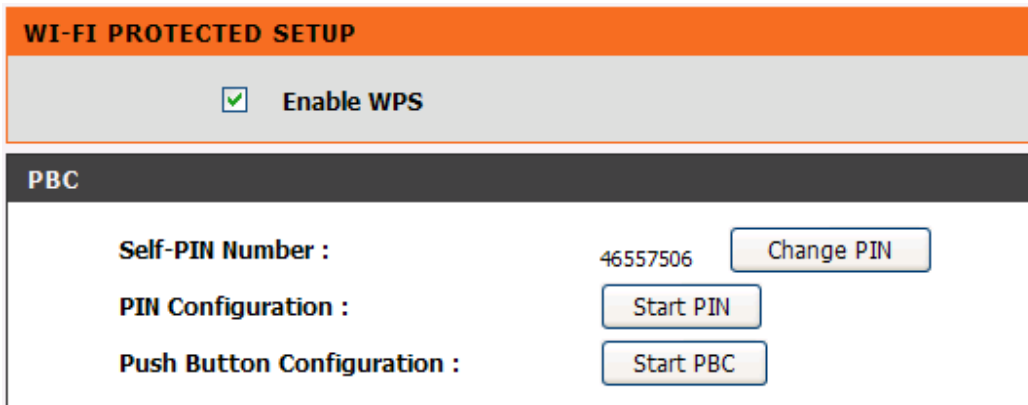 WI-FI PROTECTED SETUP
Enable WPS
PBC
Self-PIN Number : 46557506 Change PIN
PIN Configuration : Start PIN
Push Button Configuration : Start PBC